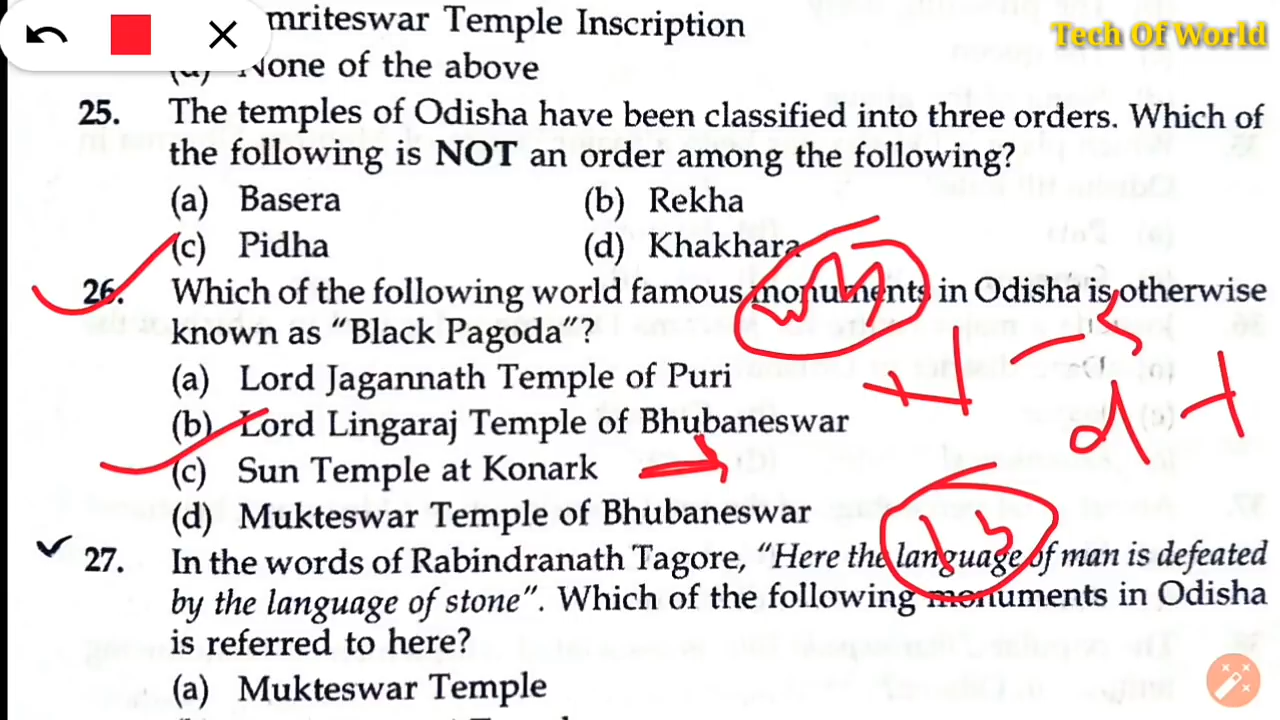 mriteswar Temple Inscription
Tech Of World
(d) None of the above
25. The temples of Odisha have been classified into three orders. Which of
the following is NOT an order among the following?
(a) Basera (b) Rekha
(c) Pidha (d) Khakhara
26. Which of the following world famous monuments in Odisha is otherwise
known as "Black Pagoda"?
(a) Lord Jagannath Temple of Puri
(b) Lord Lingaraj Temple of Bhubaneswar
(c) Sun Temple at Konark
(d) Mukteswar Temple of Bhubaneswar
27. In the words of Rabindranath Tagore, "Here the language of man is defeated
by the language of stone". Which of the following monuments in Odisha
is referred to here?
(a) Mukteswar Temple
13